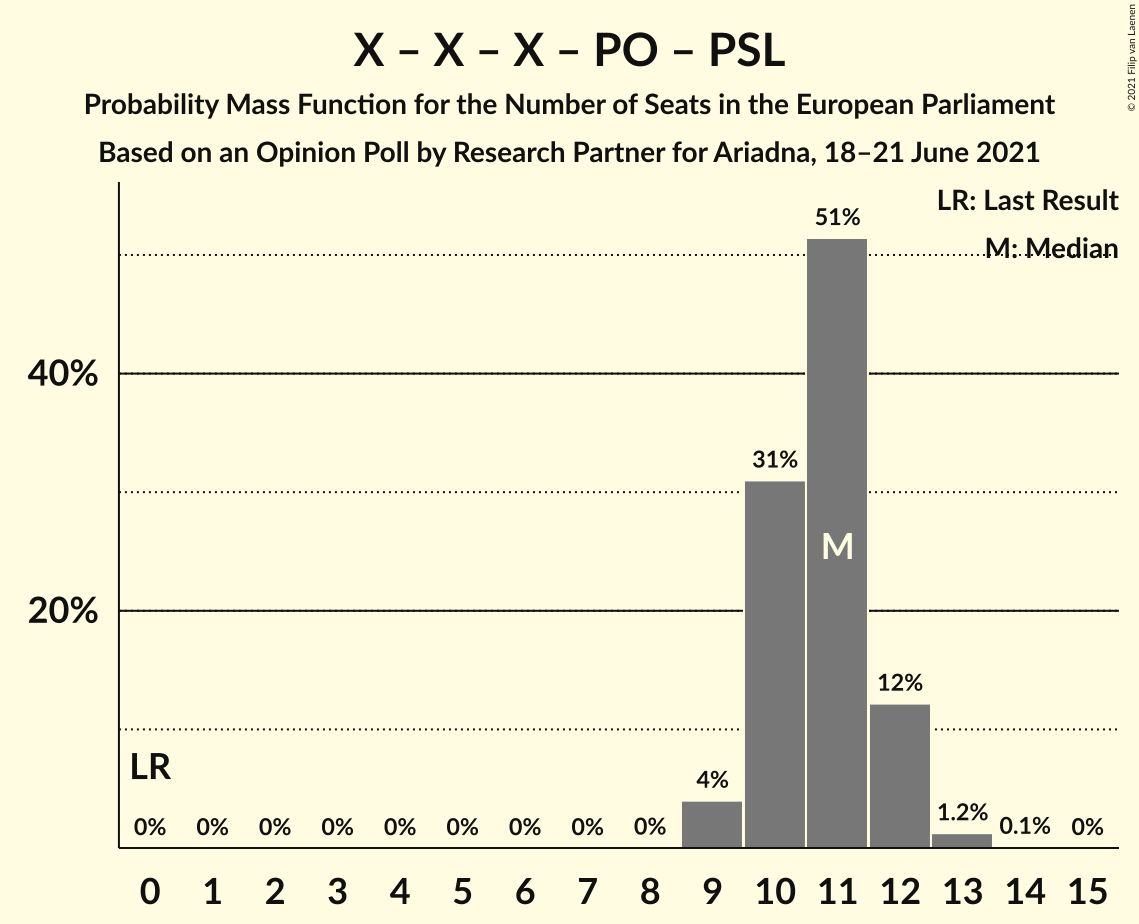 X – X – X – PO – PSL
Probability Mass Function for the Number of Seats in the European Parliament
Based on an Opinion Poll by Research Partner for Ariadna, 18–21 June 2021
© 2021 Filip van Laenen
LR: Last Result
M: Median
51%
40%
31%
M
20%
12%
LR
4%
0% 0% 0% 0% 0% 0% 0% 0% 0% 1.2% 0.1% 0%
0 1 2 3 4 5 6 7 8 9 10 11 12 13 14 15